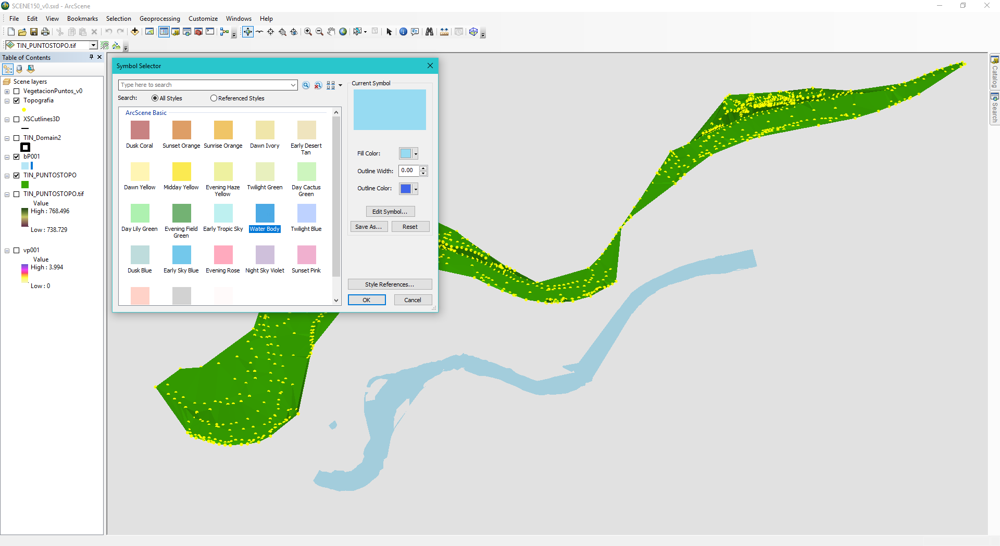 SCENE150_v0.sxd - ArcScene
File Edit View Bookmarks Selection Geoprocessing Customize Windows Help
TIN_PUNTOSTOPO.tif
Table of Contents
Scene layers
VegetacionPuntos_v0
Topografia
XSCutlines3D
TIN_Domain2
bP001
TIN_PUNTOSTOPO
TIN_PUNTOSTOPO.tif
Value
High : 768.496
Low : 738.729
vp001
Value
High : 3.994
Low : 0
Symbol Selector
Type here to search
Search: All Styles Referenced Styles
ArcScene Basic
Dusk Coral Sunset Orange Sunrise Orange Dawn Ivory Early Desert
Tan
Dawn Yellow Midday Yellow Evening Haze Twilight Green Day Cactus
Yellow Green
Day Lily Green Evening Field Early Tropic Sky Water Body Twilight Blue
Green
Dusk Blue Early Sky Blue Evening Rose Night Sky Violet Sunset Pink
Current Symbol
Fill Color:
Outline Width: 0.00
Outline Color:
Edit Symbol...
Save As... Reset
Style References...
OK Cancel
Catalog
Search